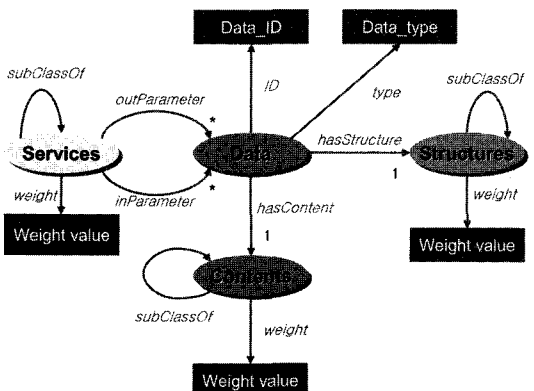 Data_ID
Data_type
subClassOf
outParameter
ID
type
subClassOf
*
hasStructure
Services
Data
Structures
1
weight
inParameter
*
hasContent
weight
Weight value
1
Weight value
Contents
subClassOf
weight
Weight value